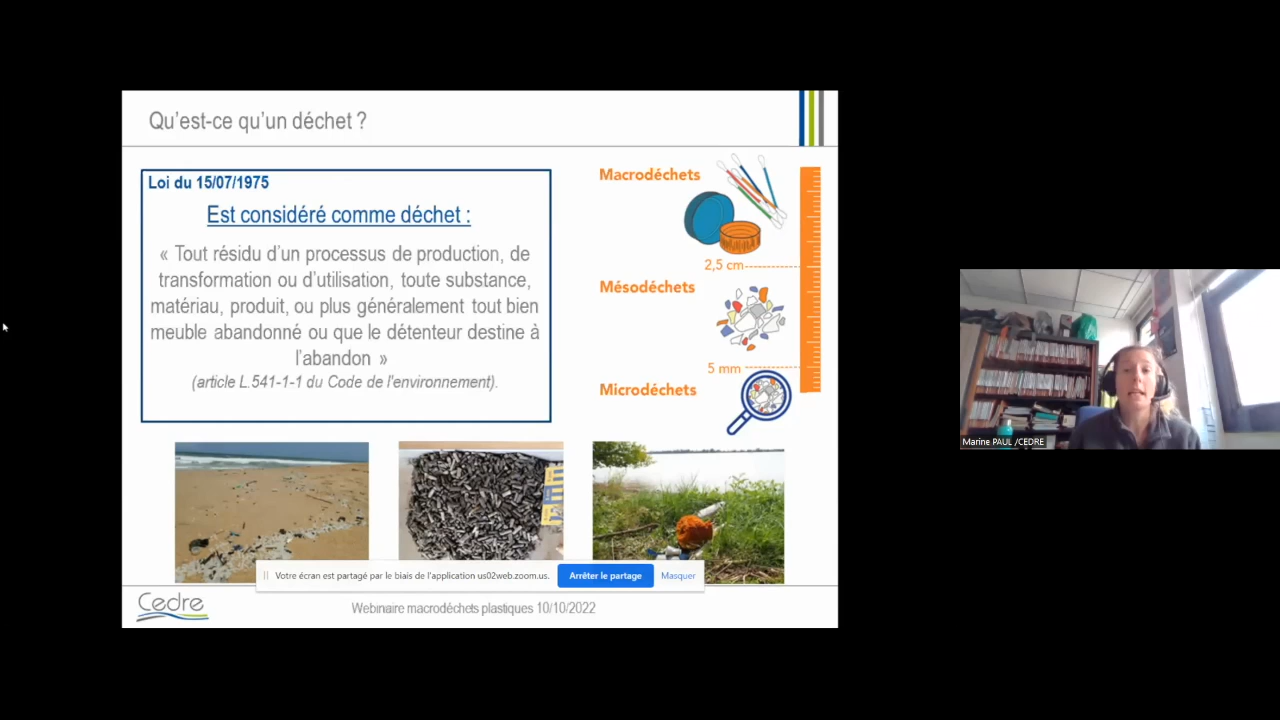 Qu'est-ce qu'un déchet ?
Loi du 15/07/1975
Est considéré comme déchet :
« Tout résidu d'un processus de production, de
transformation ou d'utilisation, toute substance,
matériau, produit, ou plus généralement tout bien
meuble abandonné ou que le détenteur destine à
l'abandon »
(article L.541-1-1 du Code de l'environnement).
Macrodéchets
2,5 cm
Mésodéchets
5 mm
Microdéchets
Votre écran est partagé par le biais de l'application us02web.zoom.us.
Arrêter le partage
Masquer
Cedre
Webinaire macrodéchets plastiques 10/10/2022
Marine PAUL /CEDRE